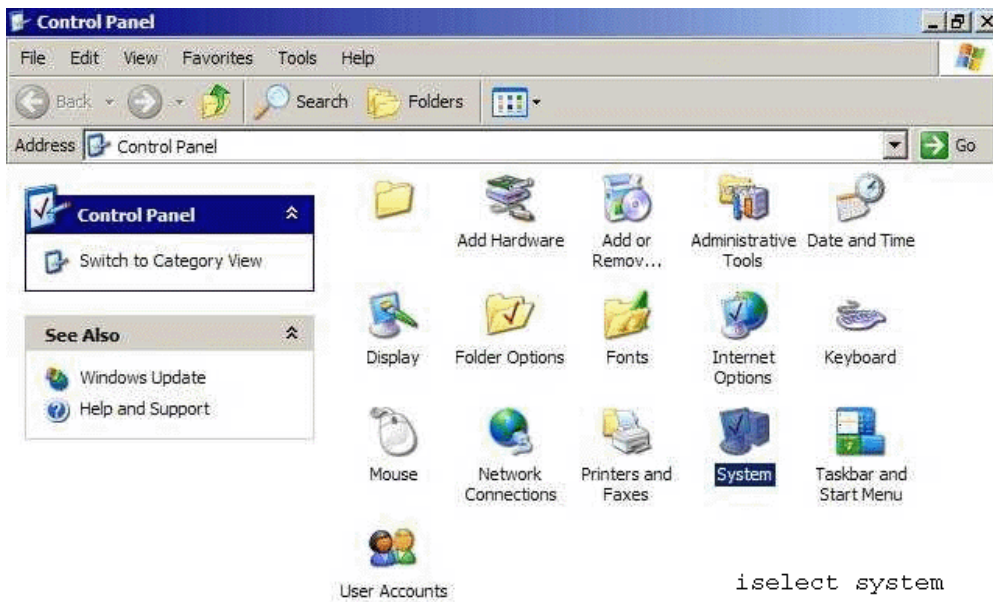 Control Panel
File Edit View Favorites Tools Help
Back Search Folders
Address Control Panel Go
Control Panel
Switch to Category View
See Also
Windows Update
Help and Support
Add Hardware
Add or
Remov...
Administrative
Tools
Date and Time
Display
Folder Options
Fonts
Internet
Options
Keyboard
Mouse
Network
Connections
Printers and
Faxes
System
Taskbar and
Start Menu
User Accounts
iselect system